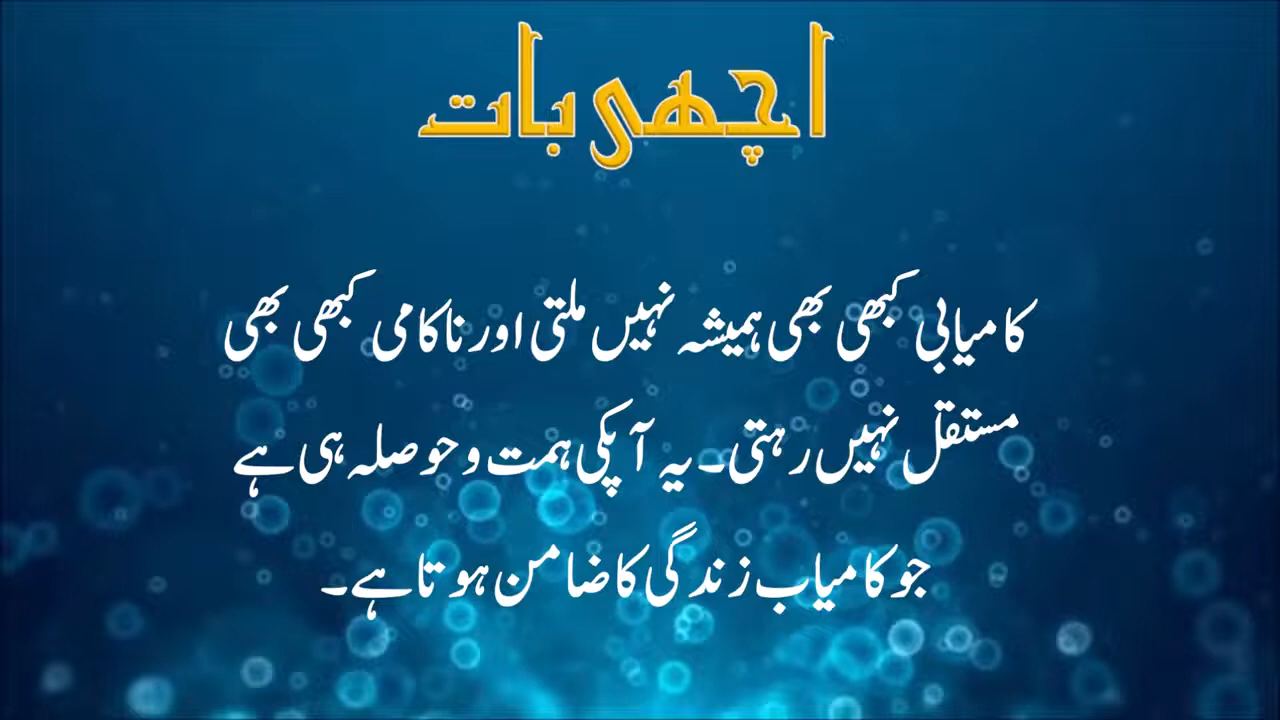 اچھی بات
کامیابی کبھی بھی ہمیشہ نہیں ملتی اور ناکامی کبھی بھی
مستقل نہیں رہتی۔ یہ آپکی ہمت و حوصلہ ہی ہے
جو کامیاب زندگی کا ضامن ہوتا ہے۔